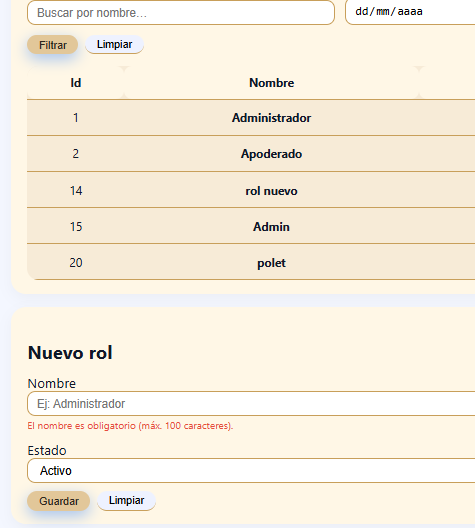 Buscar por nombre... dd/mm/aaaa
Filtrar Limpiar
Id Nombre
1 Administrador
2 Apoderado
14 rol nuevo
15 Admin
20 polet
Nuevo rol
Nombre
Ej: Administrador
El nombre es obligatorio (máx. 100 caracteres).
Estado
Activo
Guardar Limpiar